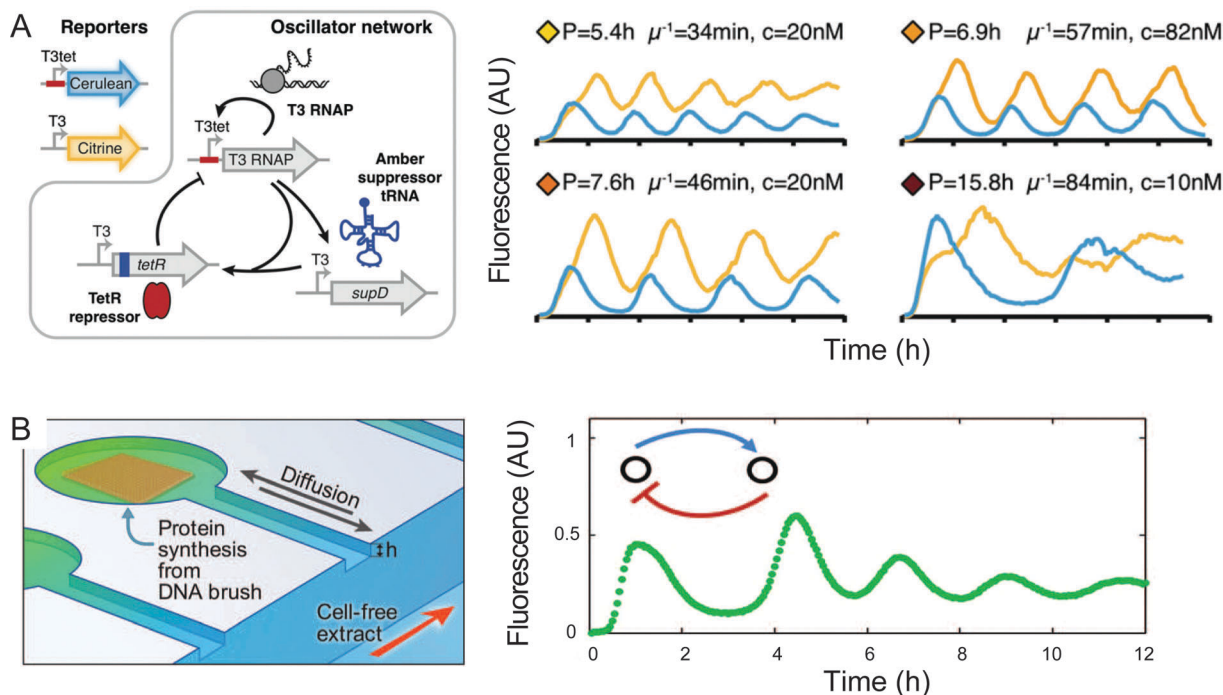 A
Reporters
T3tet
Cerulean
T3
Citrine
Oscillator network
T3 RNAP
T3tet
T3 RNAP
Amber
suppressor
tRNA
T3
tetR
TetR
repressor
T3
supD
Fluorescence (AU)
P=5.4h µ⁻¹=34min, c=20nM
P=6.9h µ⁻¹=57min, c=82nM
P=7.6h µ⁻¹=46min, c=20nM
P=15.8h µ⁻¹=84min, c=10nM
Time (h)
B
Diffusion
h
Protein
synthesis
from
DNA brush
Cell-free
extract
Fluorescence (AU)
1
0.5
0
0 2 4 6 8 10 12
Time (h)